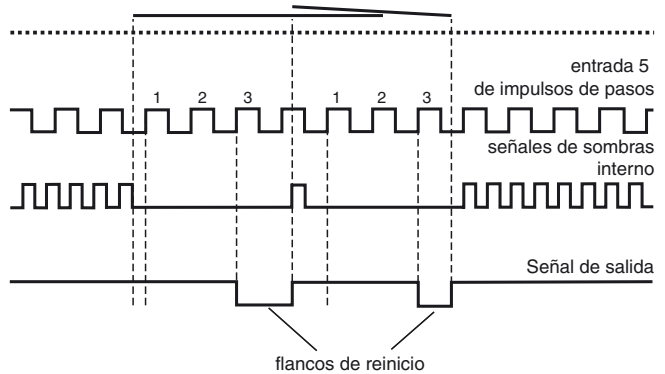 entrada 5
de impulsos de pasos
1 2 3 1 2 3
señales de sombras
interno
Señal de salida
flancos de reinicio